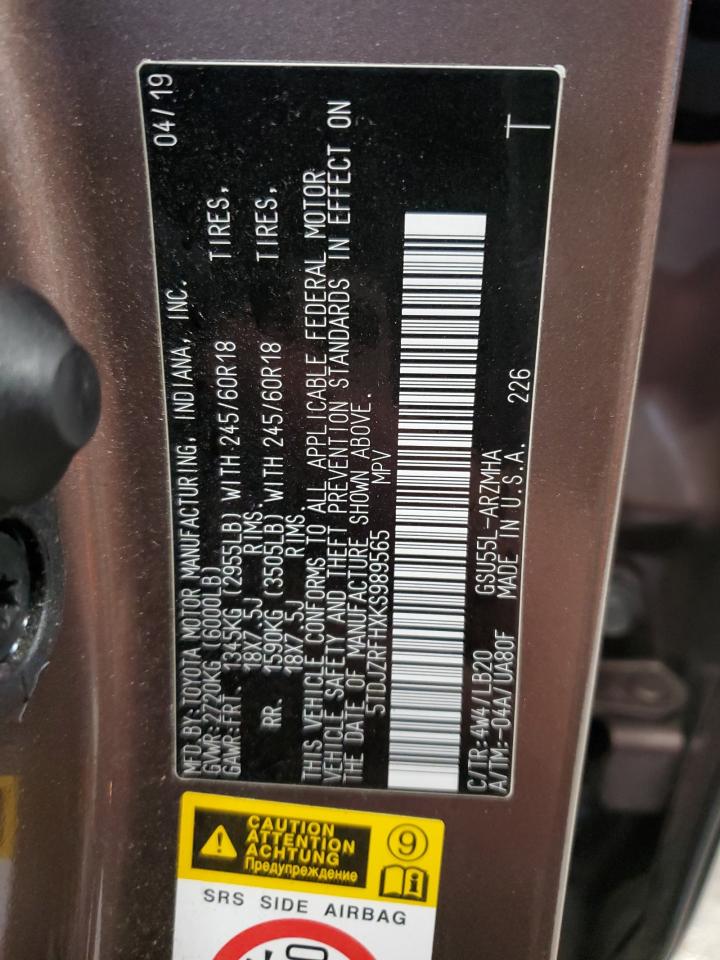 MFD BY: TOYOTA MOTOR MANUFACTURING, INDIANA, INC. 04/19
GVWR:2720KG (6000LB)
GAWR:FRT. 1345KG (2955LB) WITH 245/60R18 TIRES,
18X7.5J RIMS.
RR. 1590KG (3505LB) WITH 245/60R18 TIRES,
18X7.5J RIMS.
THIS VEHICLE CONFORMS TO ALL APPLICABLE FEDERAL MOTOR
VEHICLE SAFETY AND THEFT PREVENTION STANDARDS IN EFFECT ON
THE DATE OF MANUFACTURE SHOWN ABOVE.
5TDJZRFHXKS989565 MPV
C/TR:4W4/LB20 GSU55L-ARZMHA
A/TM:-04A/UA80F MADE IN U.S.A. 226 T
CAUTION
ATTENTION
ACHTUNG
Предупреждение
9
SRS SIDE AIRBAG